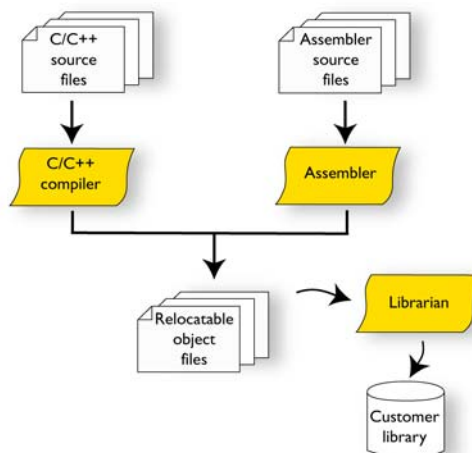 C/C++
source
files
Assembler
source
files
C/C++
compiler
Assembler
Relocatable
object
files
Librarian
Customer
library